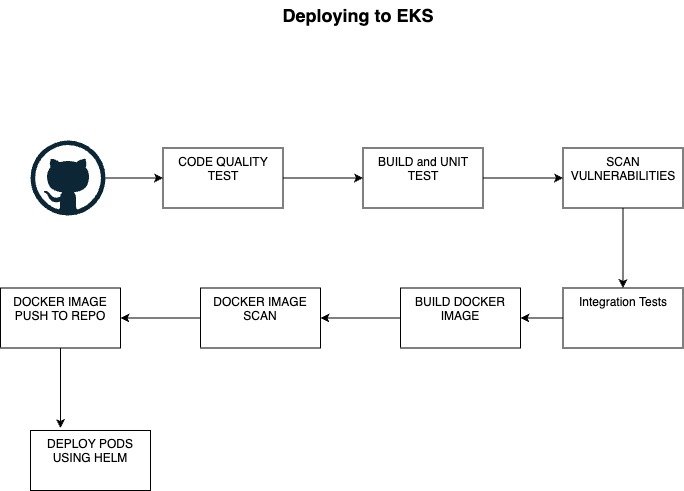 Deploying to EKS
CODE QUALITY
TEST
BUILD and UNIT
TEST
SCAN
VULNERABILITIES
Integration Tests
BUILD DOCKER
IMAGE
DOCKER IMAGE
SCAN
DOCKER IMAGE
PUSH TO REPO
DEPLOY PODS
USING HELM